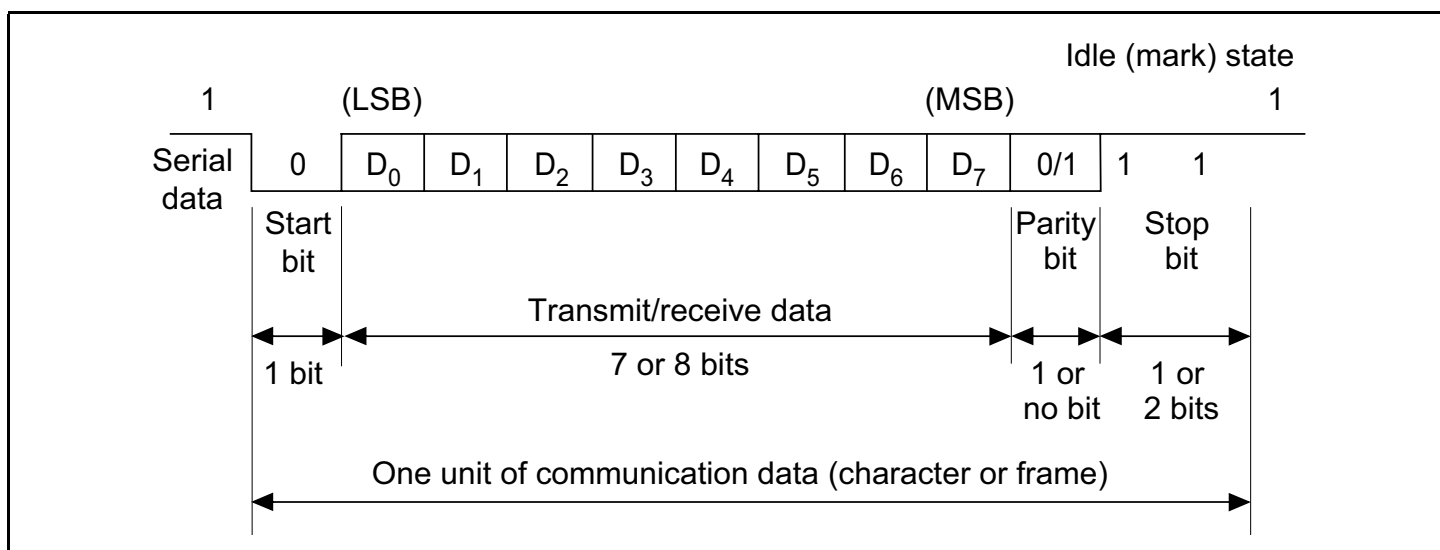 Idle (mark) state
1 (LSB) (MSB) 1
Serial data 0 D0 D1 D2 D3 D4 D5 D6 D7 0/1 1 1
Start bit
Parity bit
Stop bit
Transmit/receive data
1 bit
7 or 8 bits
1 or no bit
1 or 2 bits
One unit of communication data (character or frame)